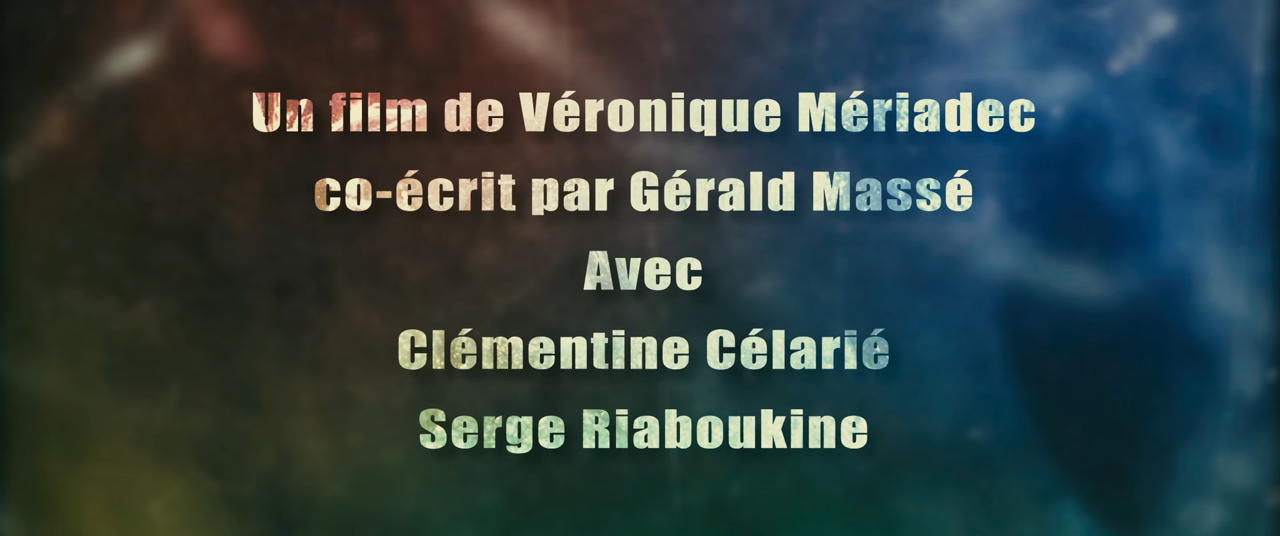 Un film de Véronique Mériadec
co-écrit par Gérald Massé
Avec
Clémentine Célarié
Serge Riaboukine